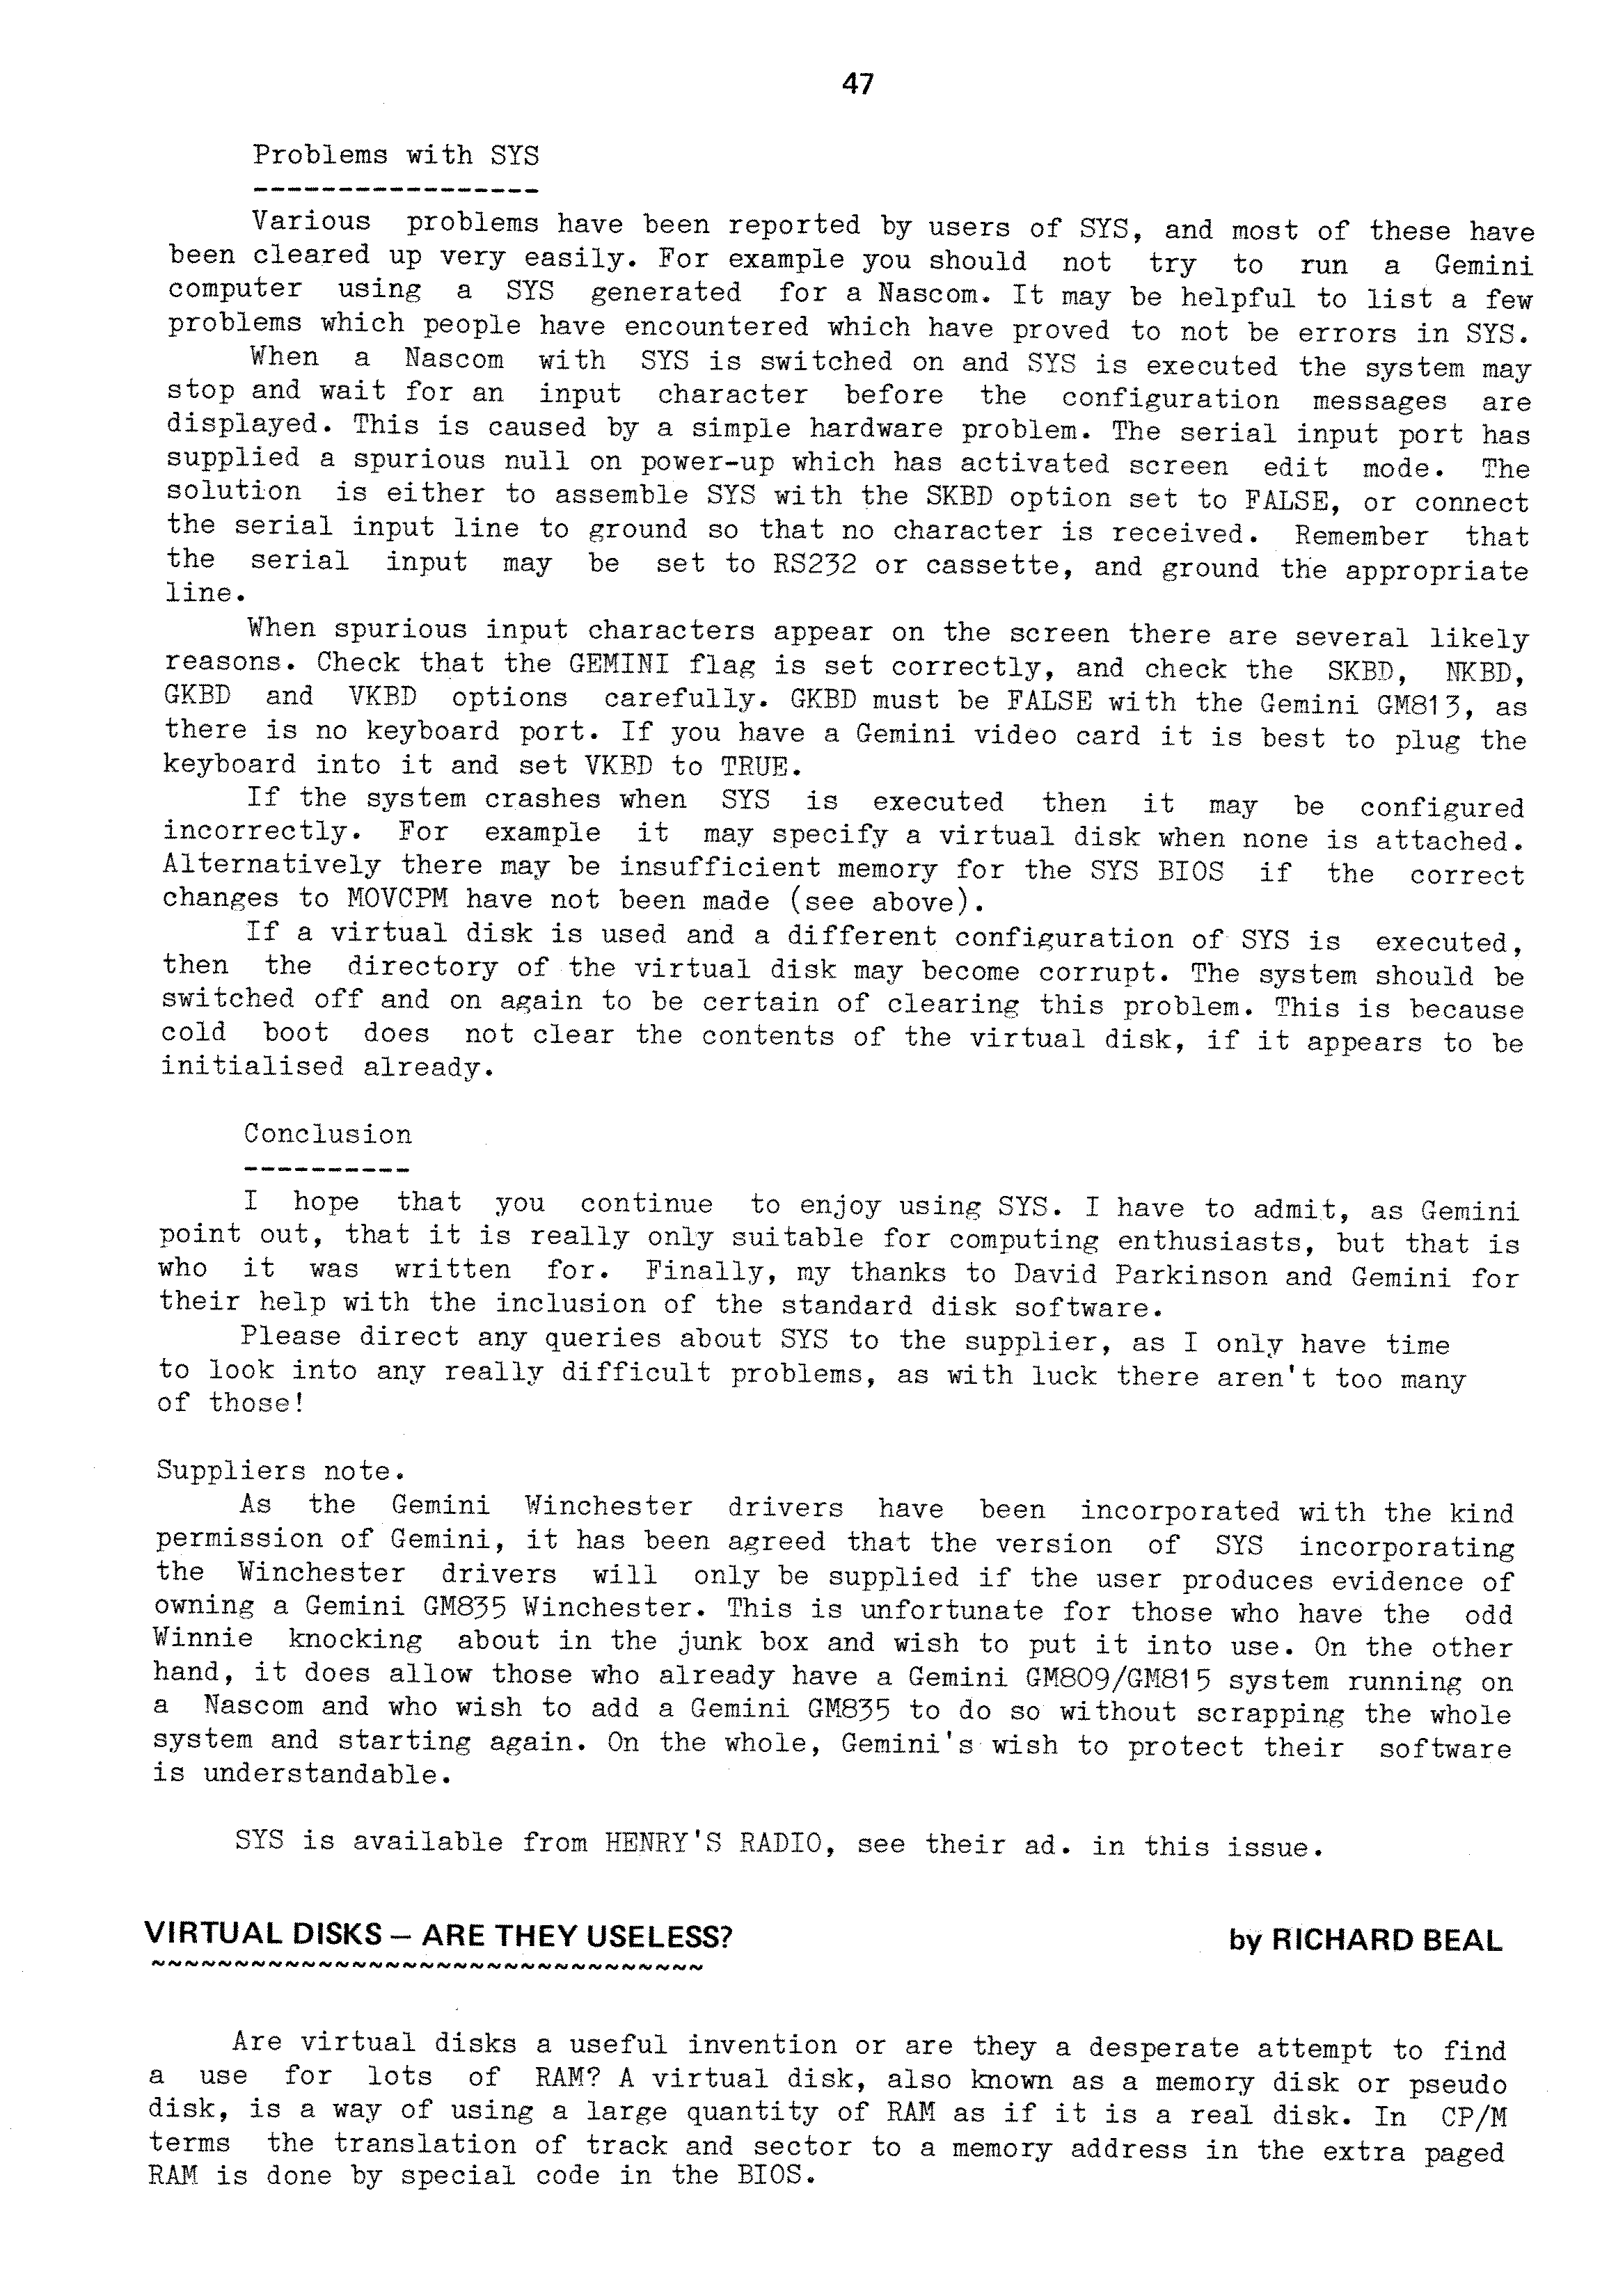 47
Problems with SYS
-----------------
Various problems have been reported by users of SYS, and most of these have
been cleared up very easily. For example you should not try to run a Gemini
computer using a SYS generated for a Nascom. It may be helpful to list a few
problems which people have encountered which have proved to not be errors in SYS.
When a Nascom with SYS is switched on and SYS is executed the system may
stop and wait for an input character before the configuration messages are
displayed. This is caused by a simple hardware problem. The serial input port has
supplied a spurious null on power-up which has activated screen edit mode. The
solution is either to assemble SYS with the SKBD option set to FALSE, or connect
the serial input line to ground so that no character is received. Remember that
the serial input may be set to RS232 or cassette, and ground the appropriate
line.
When spurious input characters appear on the screen there are several likely
reasons. Check that the GEMINI flag is set correctly, and check the SKBD, NKBD,
GKBD and VKBD options carefully. GKBD must be FALSE with the Gemini GM813, as
there is no keyboard port. If you have a Gemini video card it is best to plug the
keyboard into it and set VKBD to TRUE.
If the system crashes when SYS is executed then it may be configured
incorrectly. For example it may specify a virtual disk when none is attached.
Alternatively there may be insufficient memory for the SYS BIOS if the correct
changes to MOVCPM have not been made (see above).
If a virtual disk is used and a different configuration of SYS is executed,
then the directory of the virtual disk may become corrupt. The system should be
switched off and on again to be certain of clearing this problem. This is because
cold boot does not clear the contents of the virtual disk, if it appears to be
initialised already.
Conclusion
----------
I hope that you continue to enjoy using SYS. I have to admit, as Gemini
point out, that it is really only suitable for computing enthusiasts, but that is
who it was written for. Finally, my thanks to David Parkinson and Gemini for
their help with the inclusion of the standard disk software.
Please direct any queries about SYS to the supplier, as I only have time
to look into any really difficult problems, as with luck there aren't too many
of those!
Suppliers note.
As the Gemini Winchester drivers have been incorporated with the kind
permission of Gemini, it has been agreed that the version of SYS incorporating
the Winchester drivers will only be supplied if the user produces evidence of
owning a Gemini GM835 Winchester. This is unfortunate for those who have the odd
Winnie knocking about in the junk box and wish to put it into use. On the other
hand, it does allow those who already have a Gemini GM809/GM815 system running on
a Nascom and who wish to add a Gemini GM835 to do so without scrapping the whole
system and starting again. On the whole, Gemini's wish to protect their software
is understandable.
SYS is available from HENRY'S RADIO, see their ad. in this issue.
VIRTUAL DISKS – ARE THEY USELESS? by RICHARD BEAL
~~~~~~~~~~~~~~~~~~~~~~~~~~~~~~~~~
Are virtual disks a useful invention or are they a desperate attempt to find
a use for lots of RAM? A virtual disk, also known as a memory disk or pseudo
disk, is a way of using a large quantity of RAM as if it is a real disk. In CP/M
terms the translation of track and sector to a memory address in the extra paged
RAM is done by special code in the BIOS.